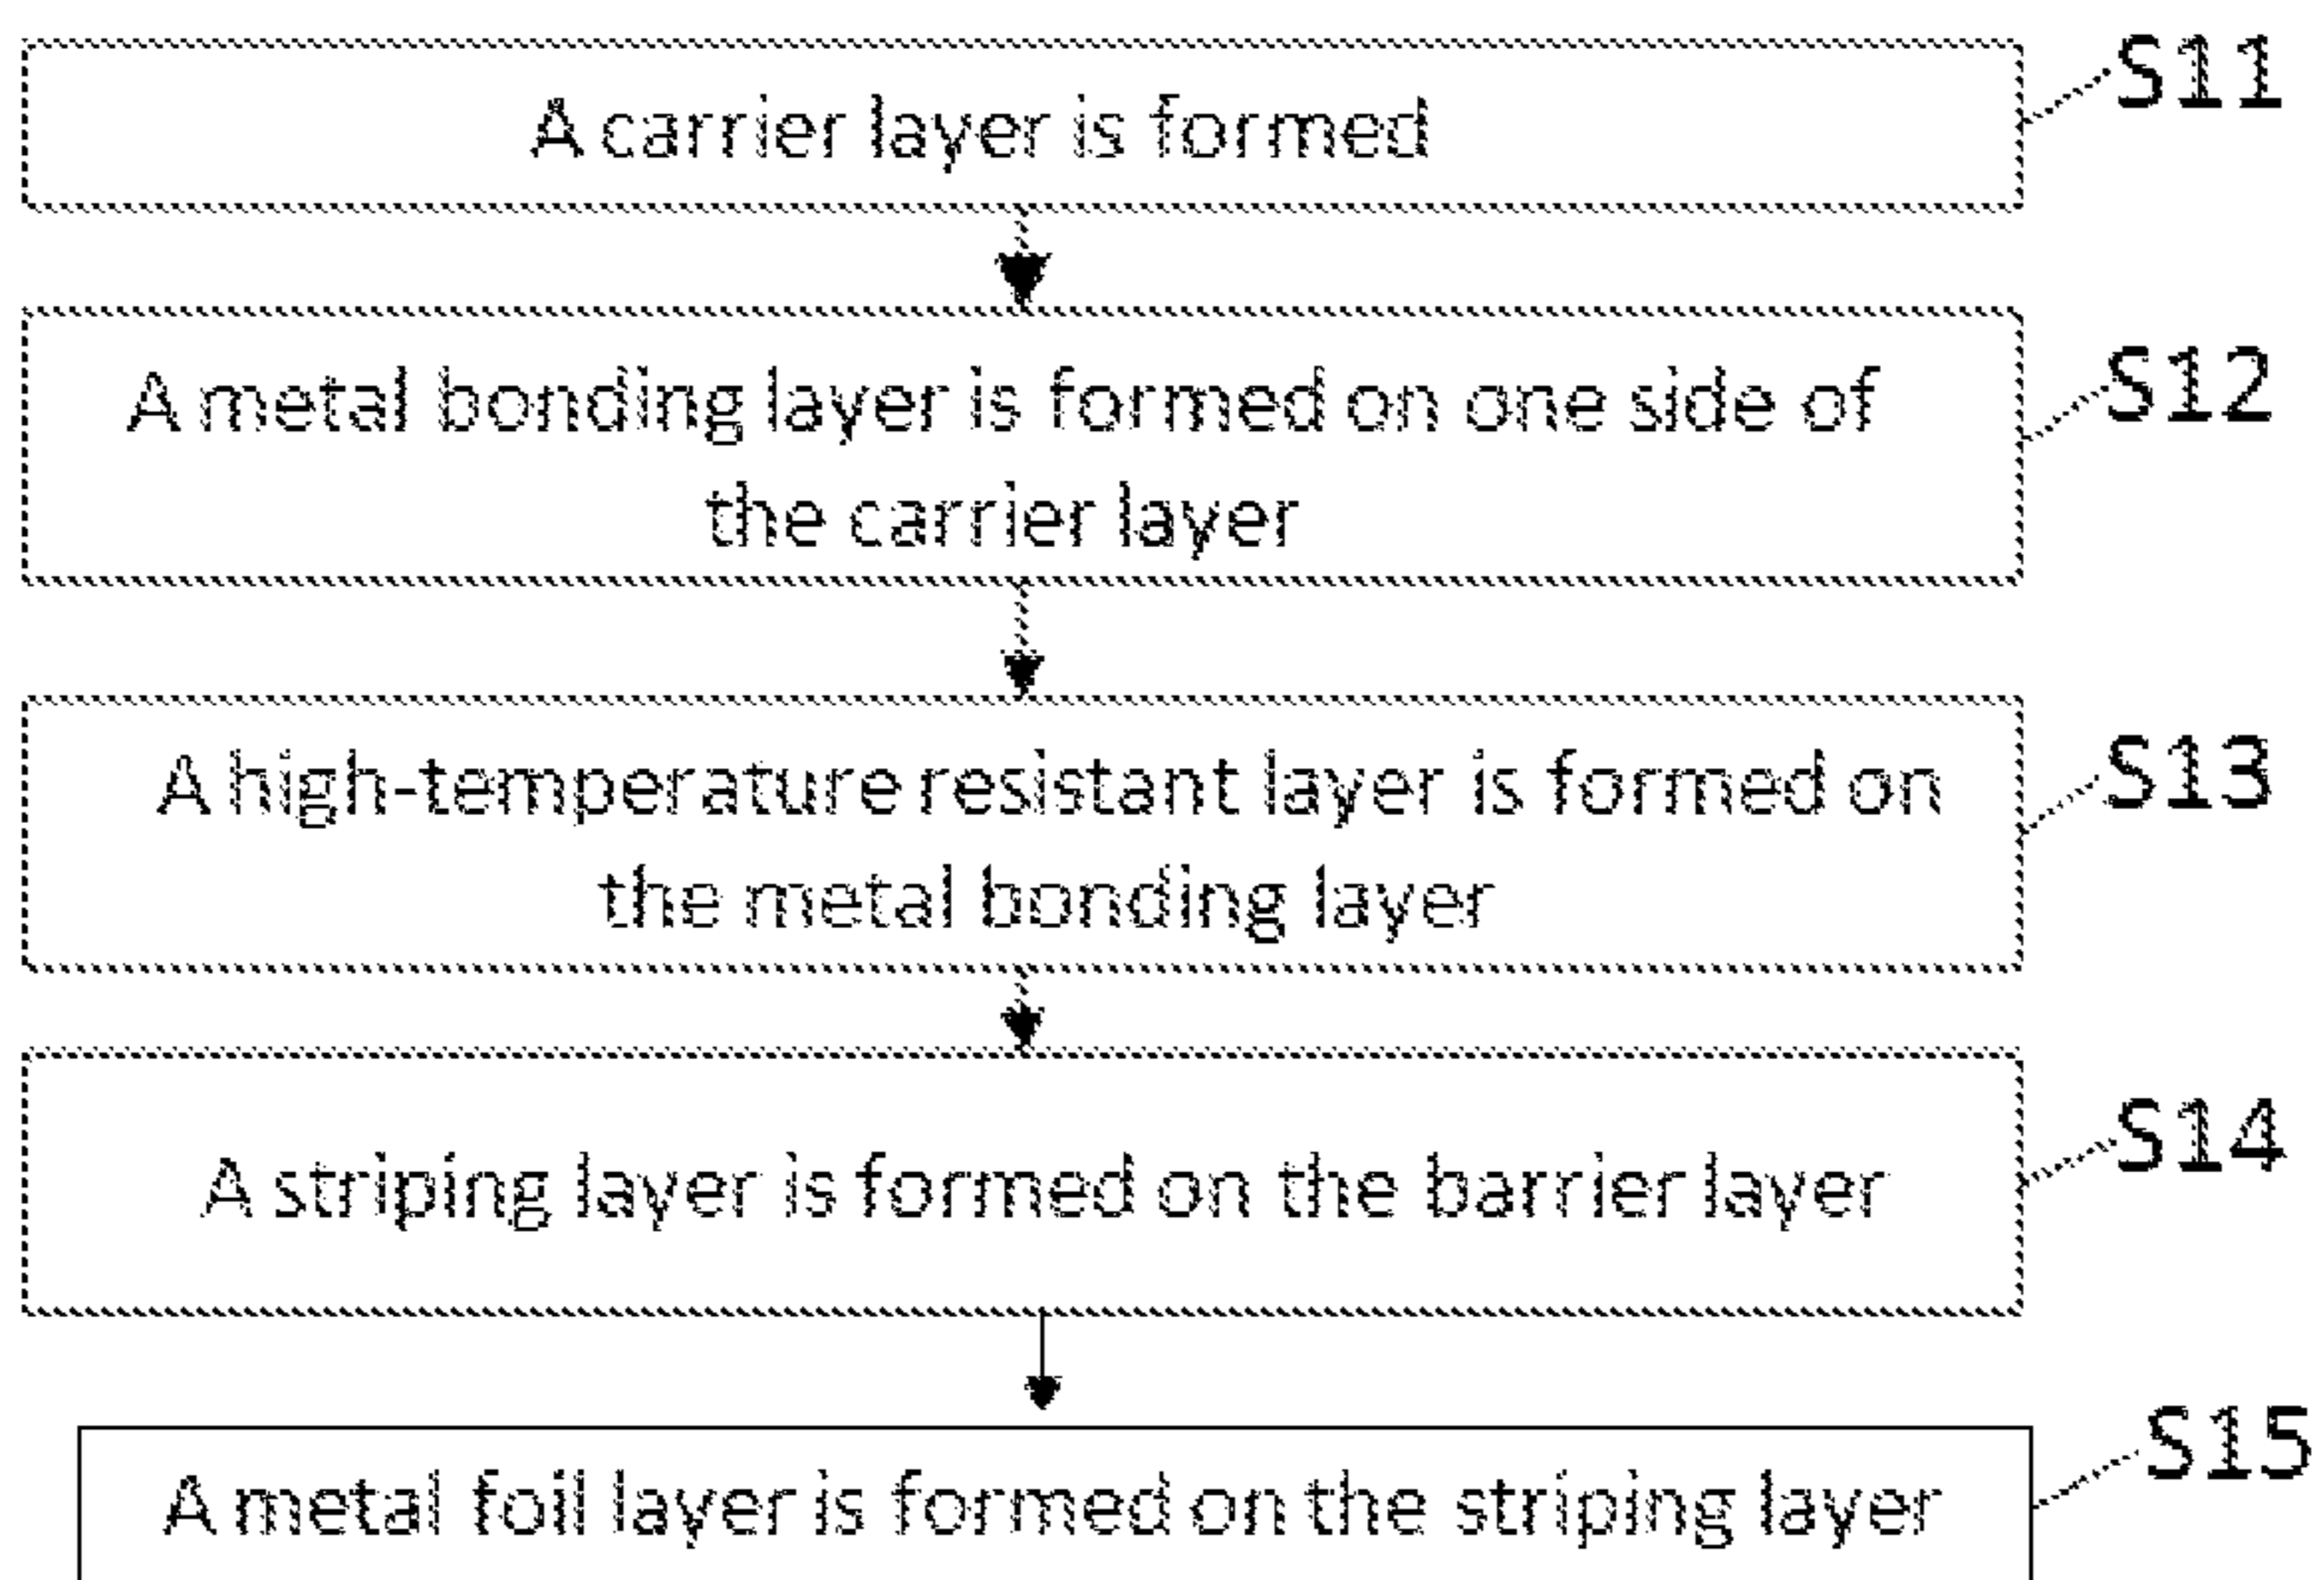 A carrier layer is formed
S11
A metal bonding layer is formed on one side of
the carrier layer
S12
A high-temperature resistant layer is formed on
the metal bonding layer
S13
A striping layer is formed on the barrier layer
S14
A metal foil layer is formed on the striping layer
S15